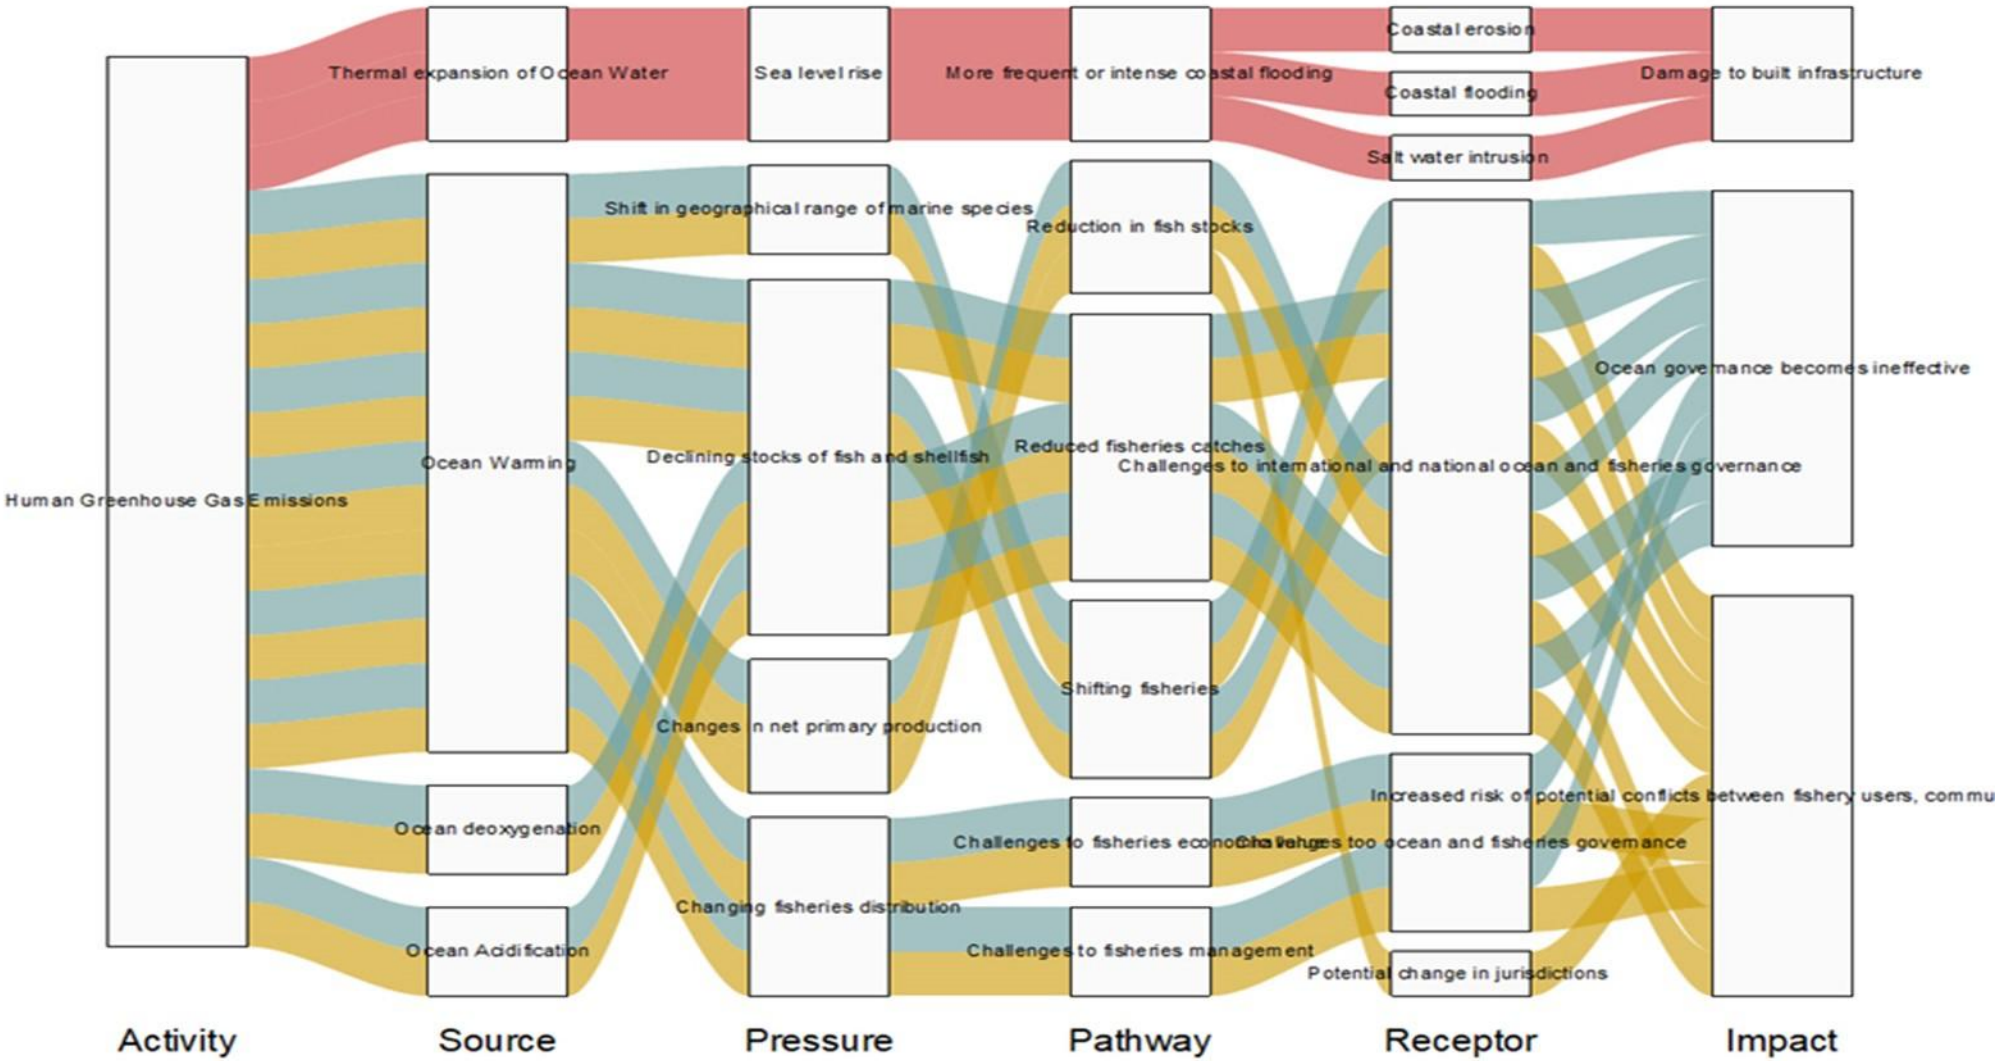 Human Greenhouse Gas Emissions
Thermal expansion of Ocean Water
Ocean Warming
Ocean deoxygenation
Ocean Acidification
Sea level rise
Shift in geographical range of marine species
Declining stocks of fish and shellfish
Changes in net primary production
Changing fisheries distribution
More frequent or intense coastal flooding
Reduction in fish stocks
Reduced fisheries catches
Shifting fisheries
Challenges to fisheries economic
Challenges to fisheries management
Coastal erosion
Coastal flooding
Salt water intrusion
Challenges to international and national ocean and fisheries governance
too ocean and fisheries governance
Potential change in jurisdictions
Damage to built infrastructure
Ocean governance becomes ineffective
Increased risk of potential conflicts between fishery users, commu
Activity
Source
Pressure
Pathway
Receptor
Impact